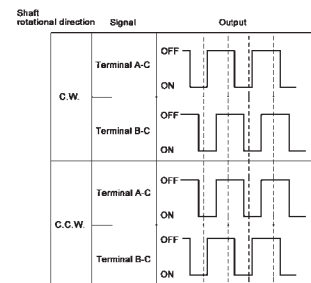 Shaft
rotational direction Signal Output
C.W.
Terminal A-C
OFF
ON
Terminal B-C
OFF
ON
C.C.W.
Terminal A-C
OFF
ON
Terminal B-C
OFF
ON